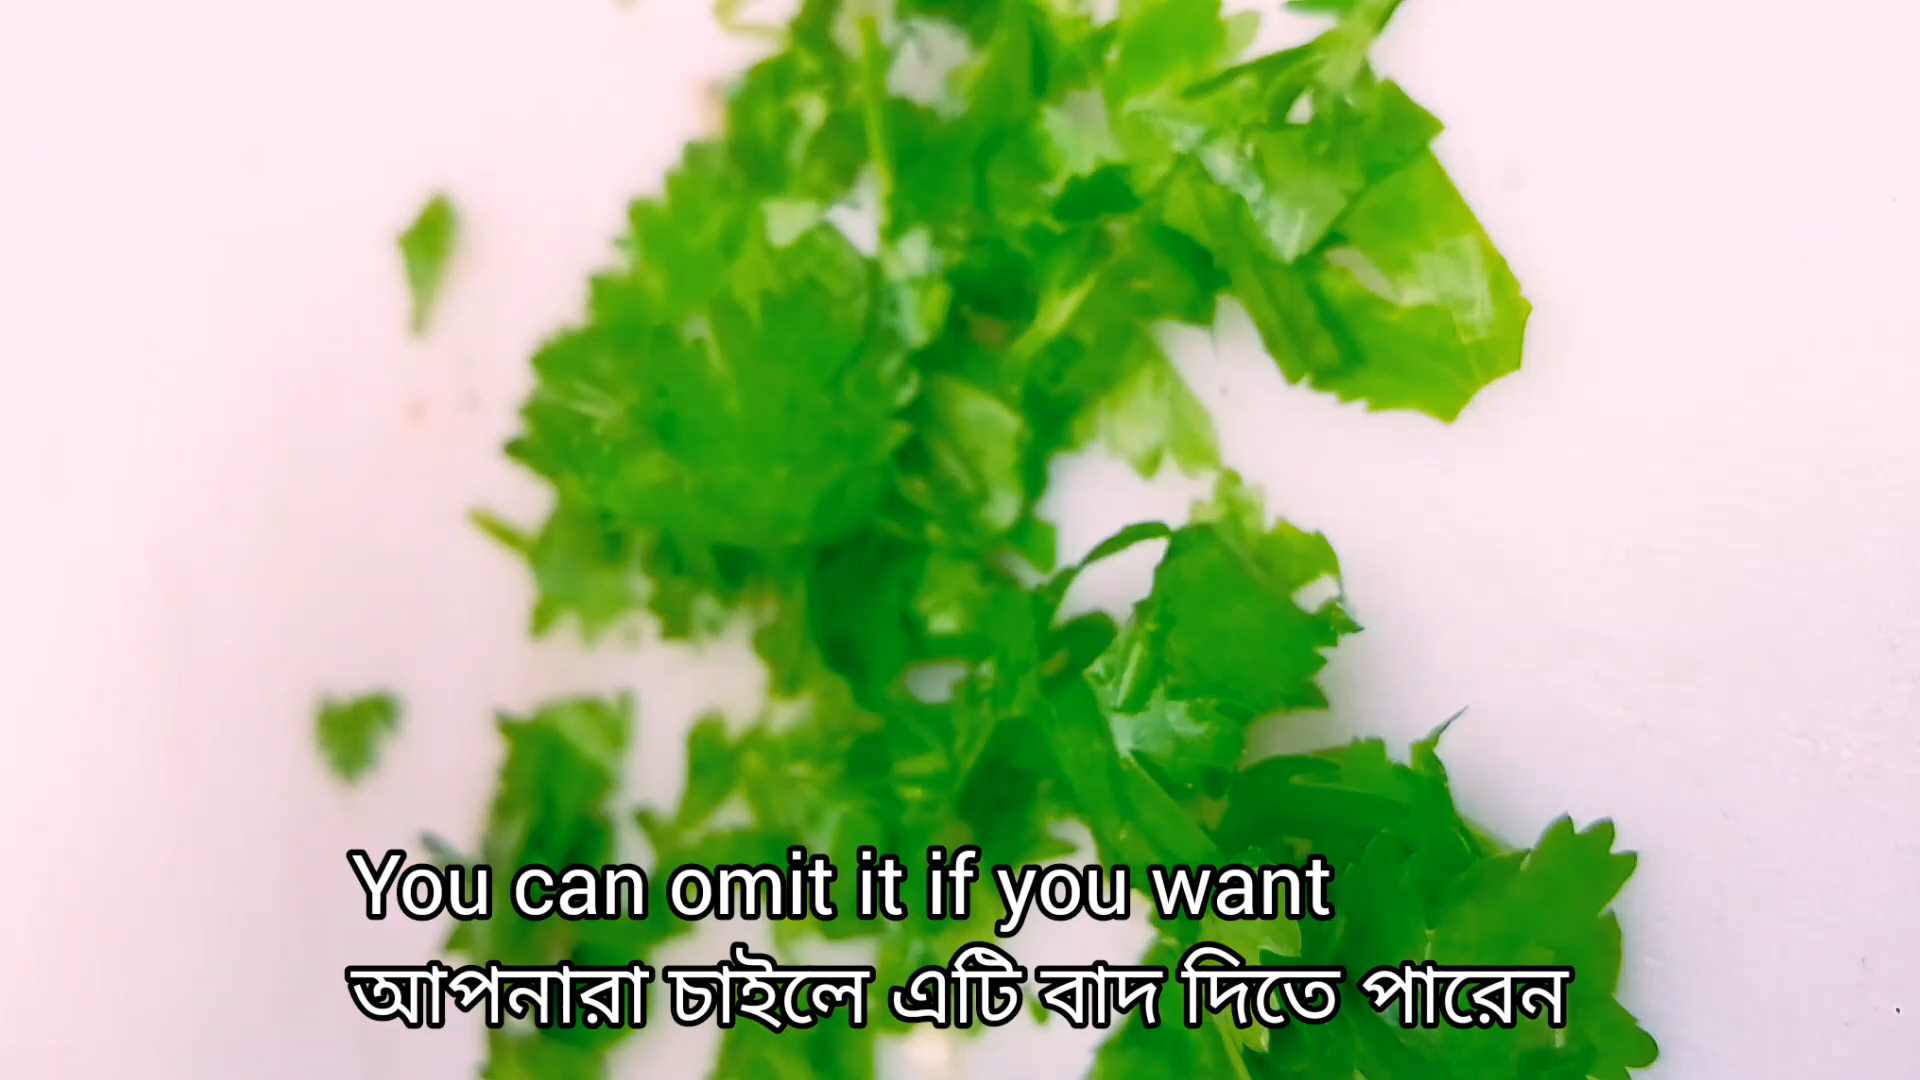 You can omit it if you want
আপনারা চাইলে এটি বাদ দিতে পারেন